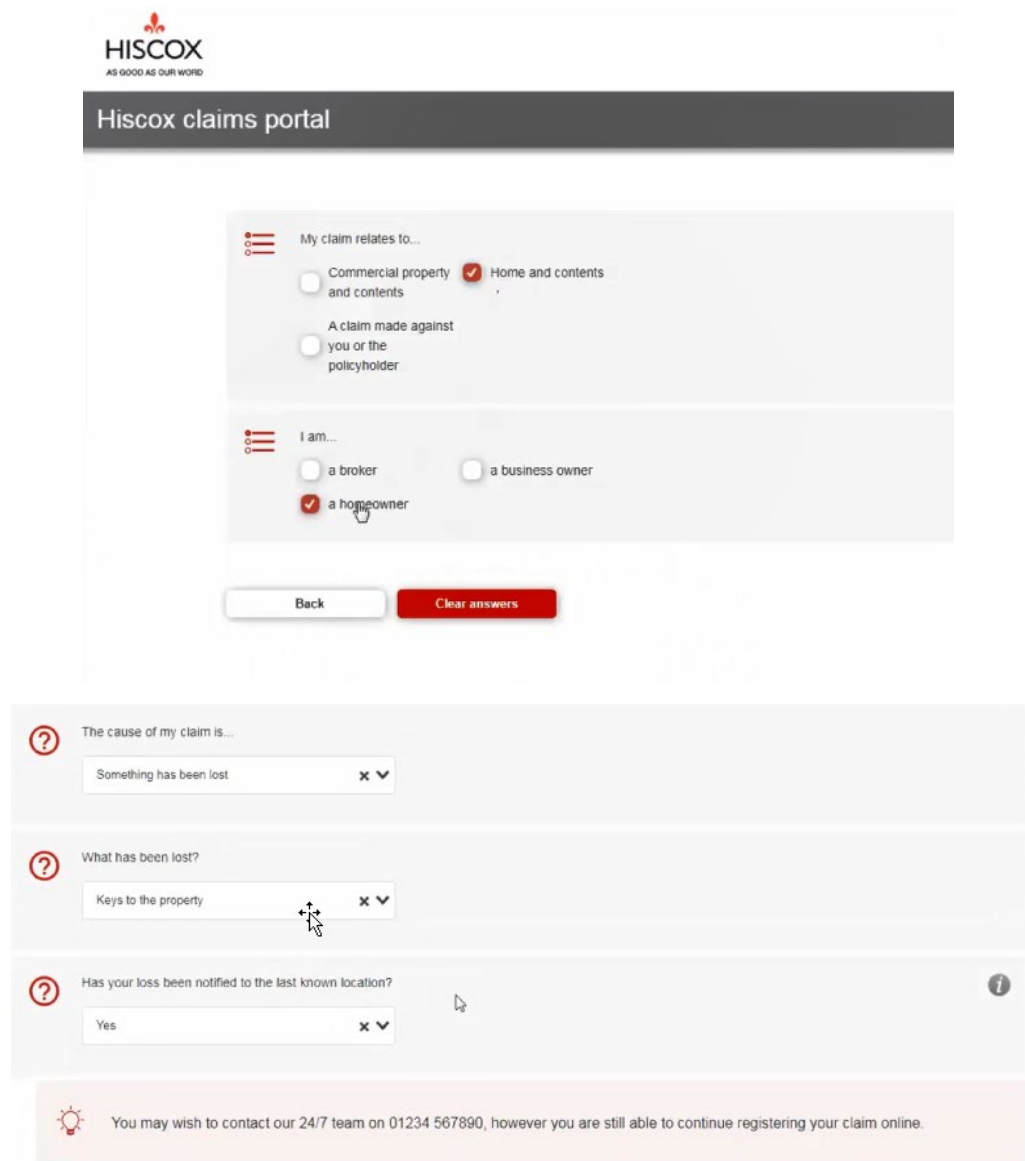 HISCOX
AS GOOD AS OUR WORD
Hiscox claims portal
My claim relates to...
Commercial property
and contents
Home and contents
A claim made against
you or the
policyholder
I am...
a broker
a business owner
a homeowner
Back
Clear answers
The cause of my claim is...
Something has been lost
What has been lost?
Keys to the property
Has your loss been notified to the last known location?
Yes
You may wish to contact our 24/7 team on 01234 567890, however you are still able to continue registering your claim online.